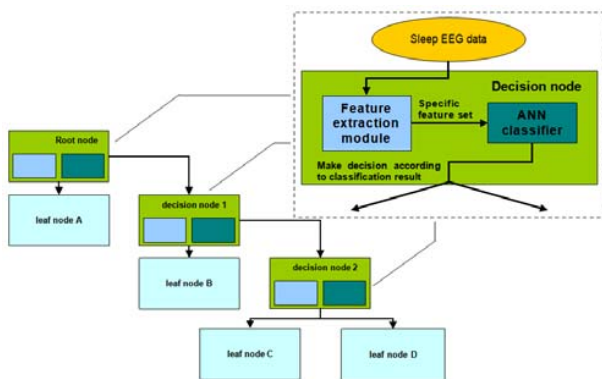 Sleep EEG data
Decision node
Feature
extraction
module
Specific
feature set
ANN
classifier
Make decision according
to classification result
Root node
leaf node A
decision node 1
leaf node B
decision node 2
leaf node C
leaf node D